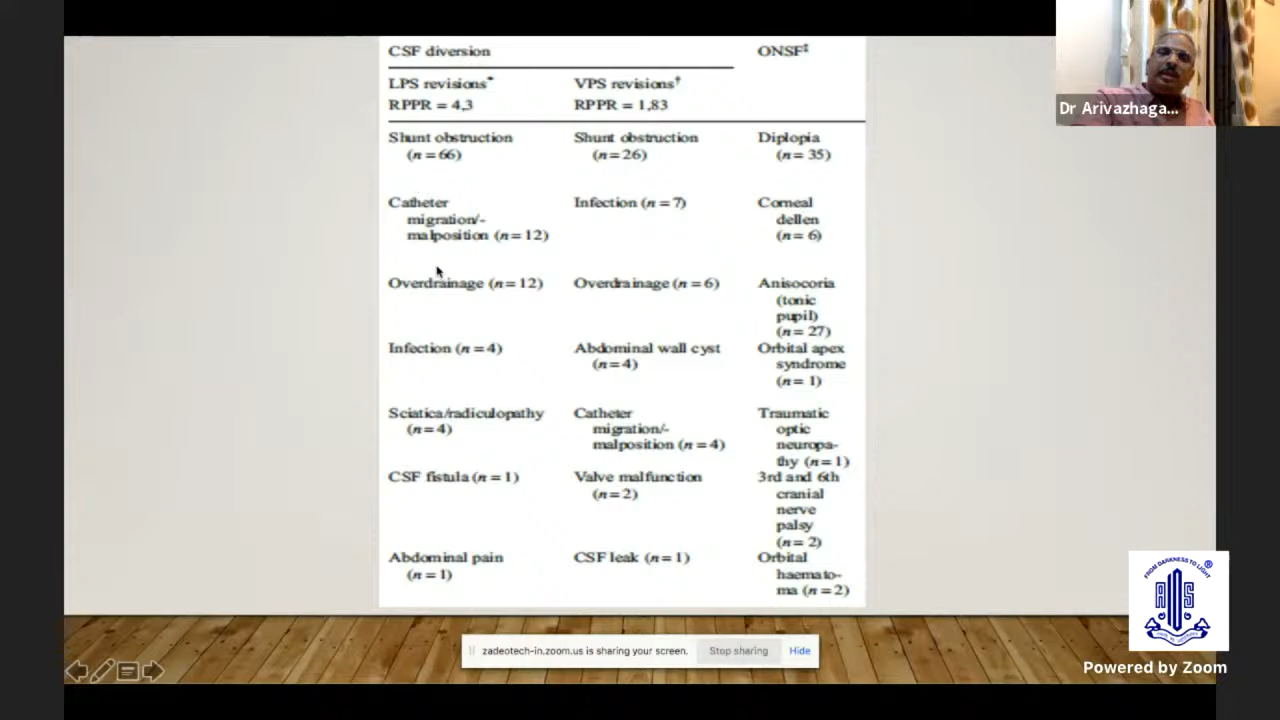 CSF diversion
ONSF‡
LPS revisions*
VPS revisions†
RPPR = 4,3
RPPR = 1,83
Shunt obstruction
(n = 66)
Shunt obstruction
(n = 26)
Diplopia
(n = 35)
Catheter
migration/-
malposition (n = 12)
Infection (n = 7)
Corneal
dellen
(n = 6)
Overdrainage (n = 12)
Overdrainage (n = 6)
Anisocoria
(tonic
pupil)
(n = 27)
Infection (n = 4)
Abdominal wall cyst
(n = 4)
Orbital apex
syndrome
(n = 1)
Sciatica/radiculopathy
(n = 4)
Catheter
migration/-
malposition (n = 4)
Traumatic
optic
neuropa-
thy (n = 1)
CSF fistula (n = 1)
Valve malfunction
(n = 2)
3rd and 6th
cranial
nerve
palsy
(n = 2)
Abdominal pain
(n = 1)
CSF leak (n = 1)
Orbital
haemato-
ma (n = 2)
Dr Arivazhaga...
zadeotech-in.zoom.us is sharing your screen.
Stop sharing
Hide
FROM DARKNESS TO LIGHT
®
Powered by Zoom